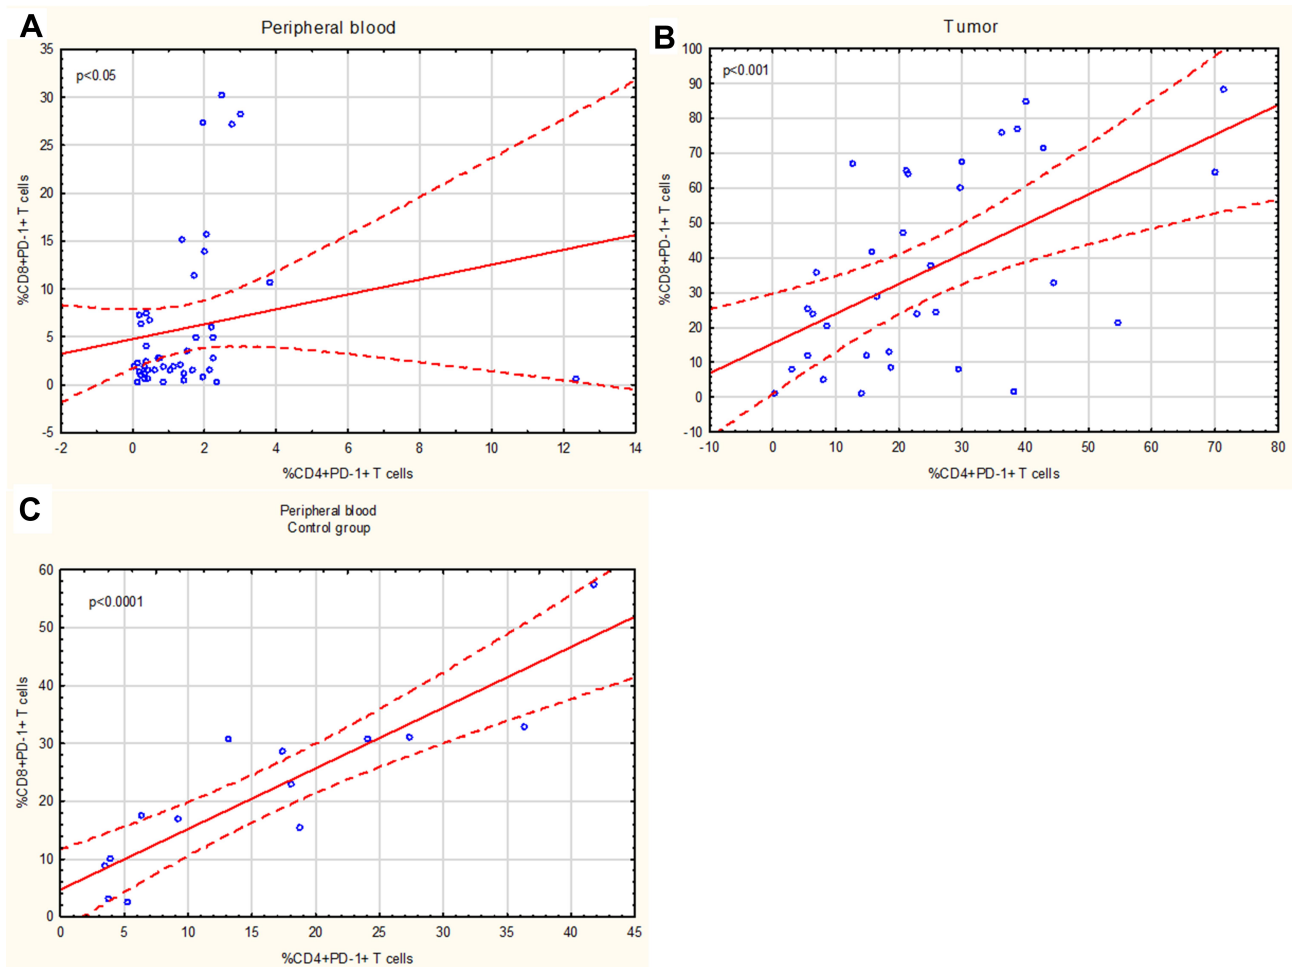 A
Peripheral blood
p<0.05
35
30
25
20
15
10
5
0
-5
%CD8+PD-1+ T cells
-2 0 2 4 6 8 10 12 14
%CD4+PD-1+ T cells
B
Tumor
p<0.001
100
90
80
70
60
50
40
30
20
10
0
-10
%CD8+PD-1+ T cells
-10 0 10 20 30 40 50 60 70 80
%CD4+PD-1+ T cells
C
Peripheral blood
Control group
p<0.0001
60
50
40
30
20
10
0
%CD8+PD-1+ T cells
0 5 10 15 20 25 30 35 40 45
%CD4+PD-1+ T cells